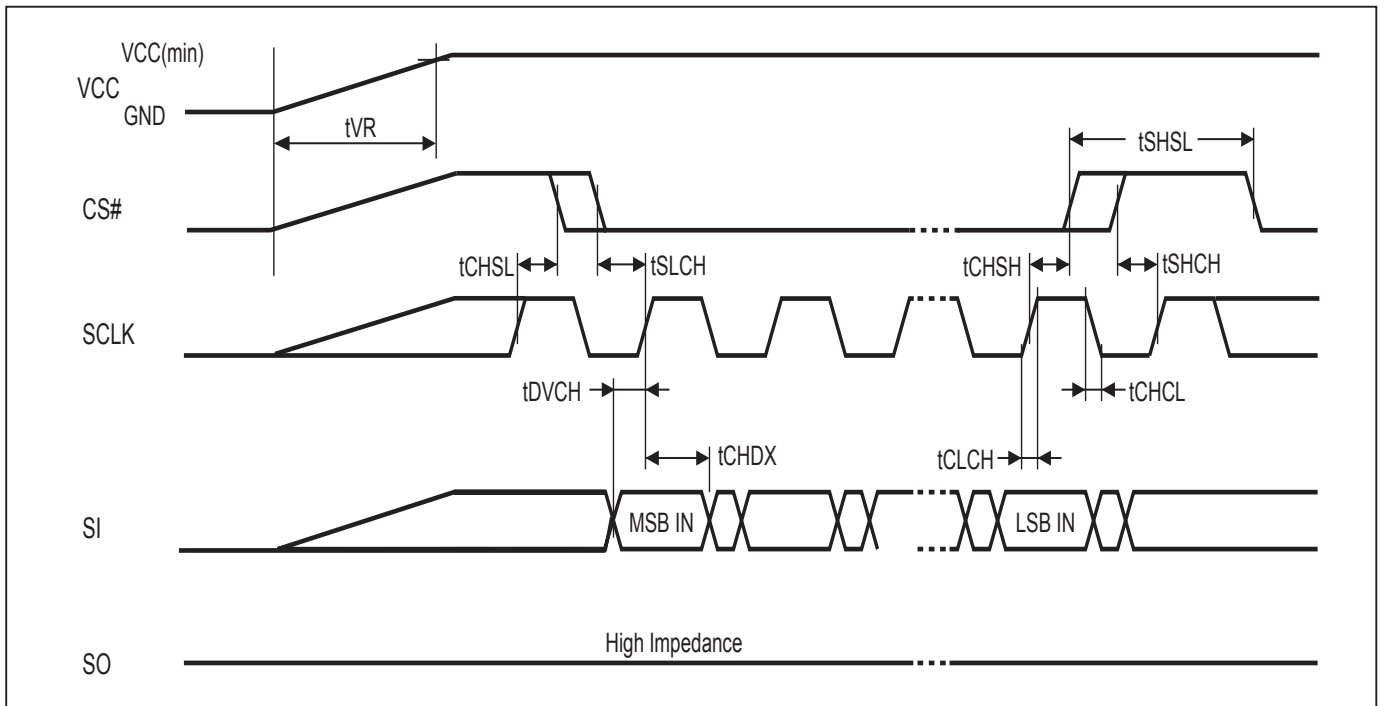 VCC(min)
VCC
GND
tVR
tSHSL
CS#
tCHSL
tSLCH
tCHSH
tSHCH
SCLK
tDVCH
tCHCL
tCHDX
tCLCH
SI
MSB IN
LSB IN
High Impedance
SO